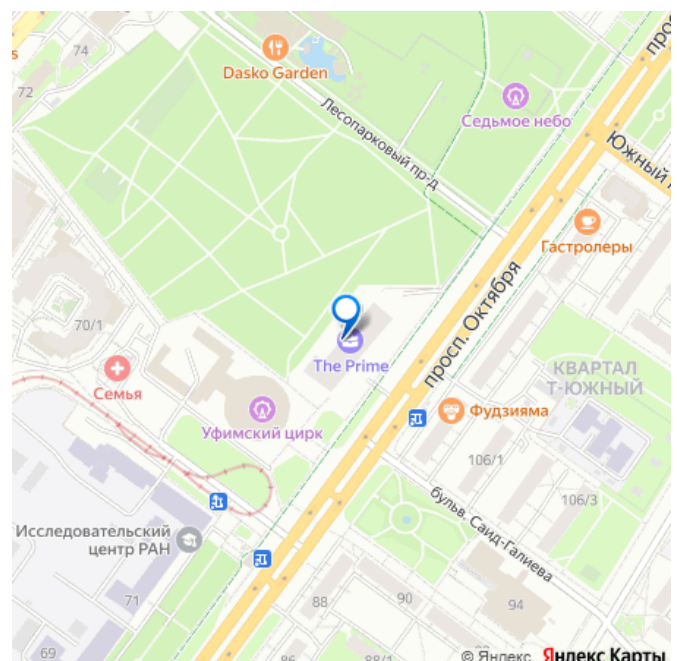 74
s
72
Dasko Garden
Лесопарковый пр-д
Седьмое небо
Гастролеры
просп. Октября
70/1
Семья
The Prime
Уфимский цирк
КВАРТАЛ
Т-ЮЖНЫЙ
Фудзияма
106/1
106/3
бульв. Саид-Галиева
Исследовательский
центр РАН
71
69
88
90
94
86
88/1
© Яндекс Яндекс Карты